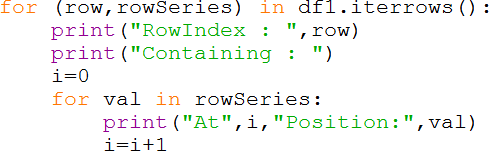 for (row,rowSeries) in df1.iterrows():
    print("RowIndex : ",row)
    print("Containing : ")
    i=0
    for val in rowSeries:
        print("At",i,"Position:",val)
        i=i+1